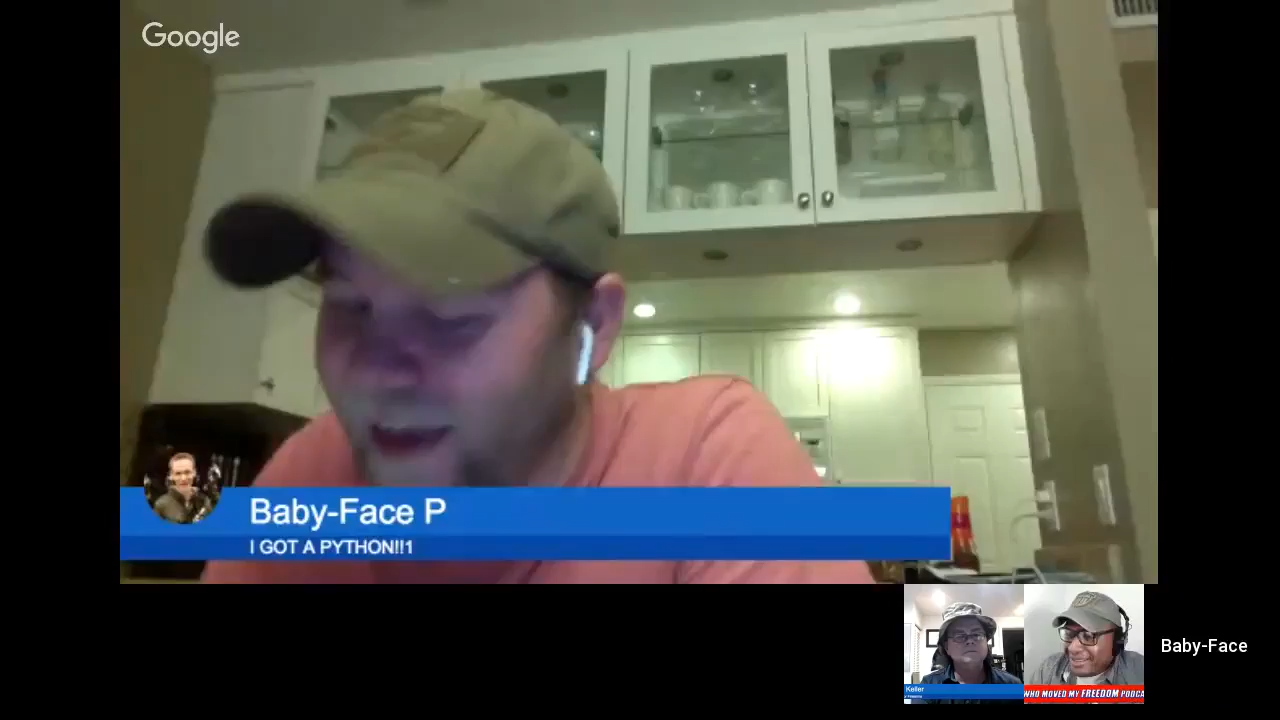 Google
Baby-Face P
I GOT A PYTHON!!1
Baby-Face
Keller
WHO MOVED MY FREEDOM PODCA